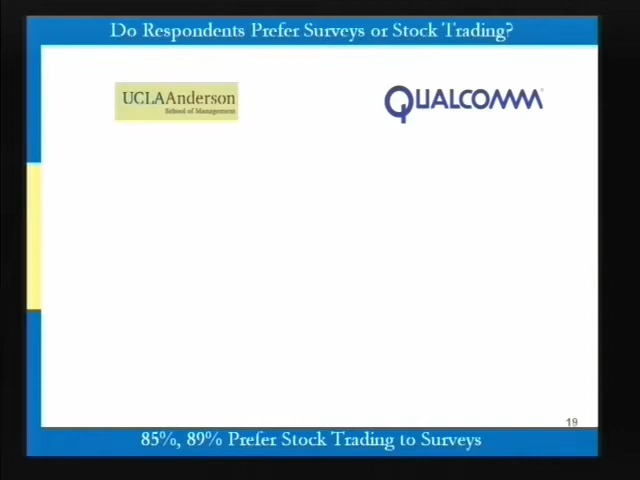 Do Respondents Prefer Surveys or Stock Trading?
UCLAAnderson
School of Management
QUALCOMM
19
85%, 89% Prefer Stock Trading to Surveys